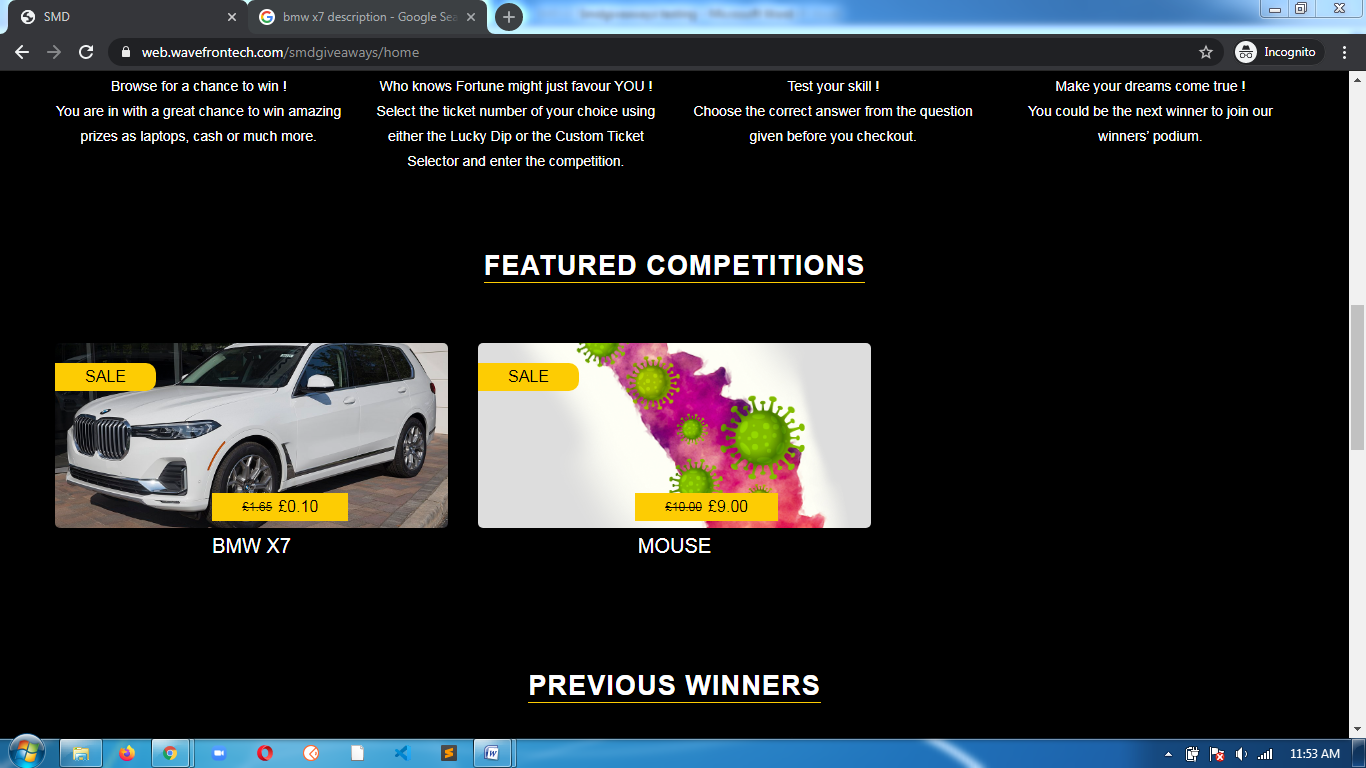 SMD
bmw x7 description - Google Sea
web.wavefrontech.com/smdgiveaways/home
Incognito
Browse for a chance to win !
You are in with a great chance to win amazing
prizes as laptops, cash or much more.
Who knows Fortune might just favour YOU !
Select the ticket number of your choice using
either the Lucky Dip or the Custom Ticket
Selector and enter the competition.
Test your skill !
Choose the correct answer from the question
given before you checkout.
Make your dreams come true !
You could be the next winner to join our
winners' podium.
FEATURED COMPETITIONS
SALE
£1.65 £0.10
BMW X7
SALE
£10.00 £9.00
MOUSE
PREVIOUS WINNERS
11:53 AM